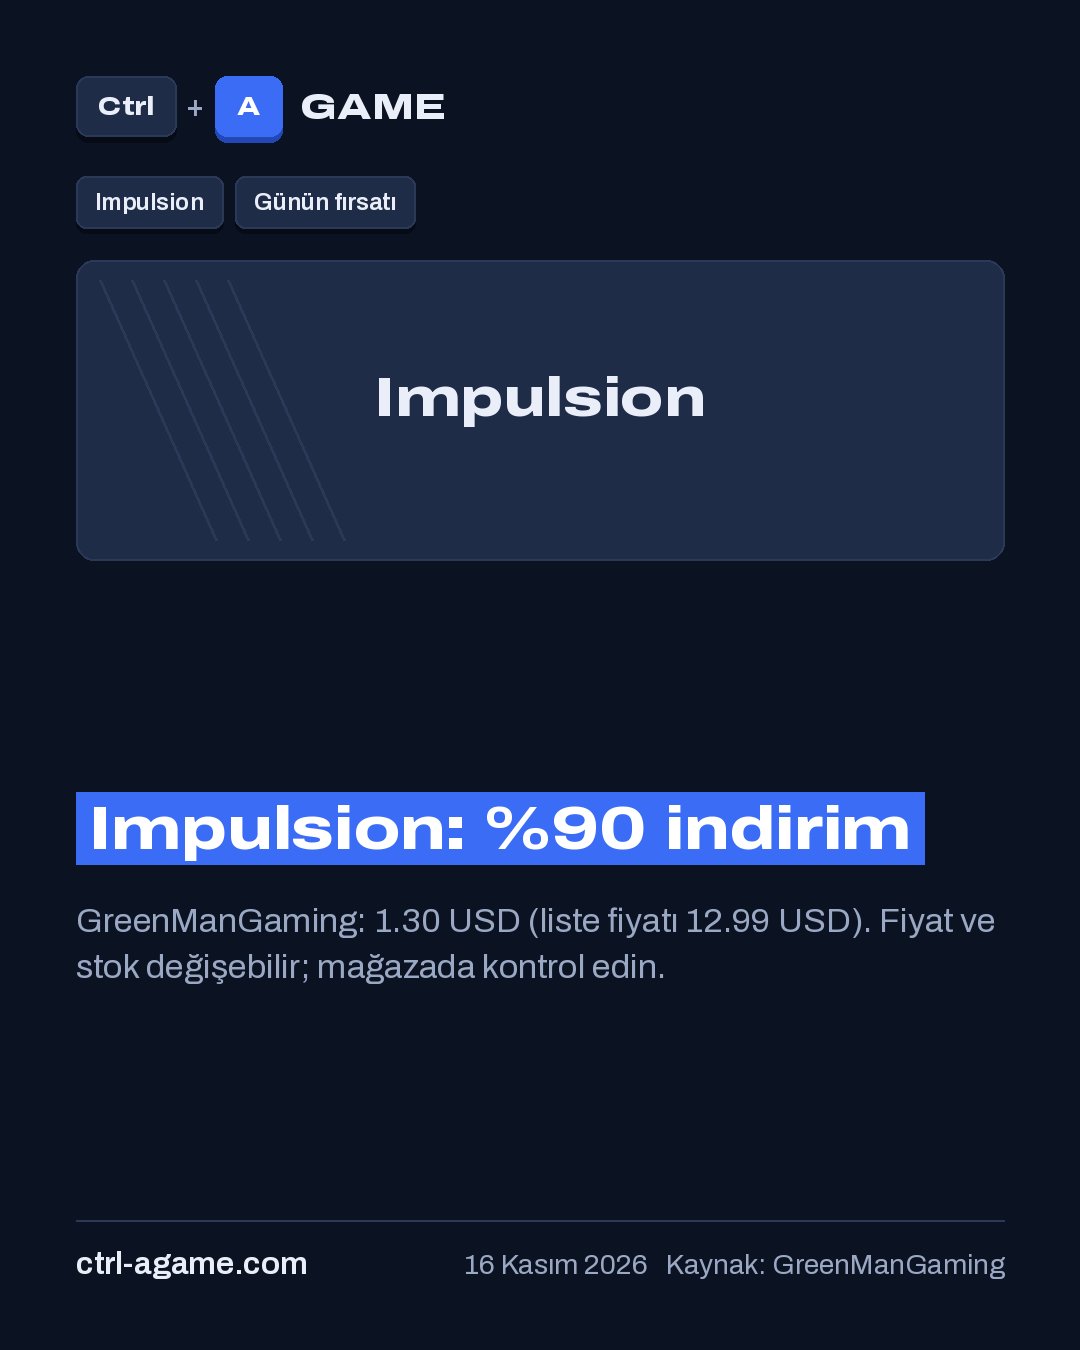 Ctrl + A GAME
Impulsion Günün fırsatı
Impulsion
Impulsion: %90 indirim
GreenManGaming: 1.30 USD (liste fiyatı 12.99 USD). Fiyat ve
stok değişebilir; mağazada kontrol edin.
ctrl-agame.com 16 Kasım 2026 Kaynak: GreenManGaming